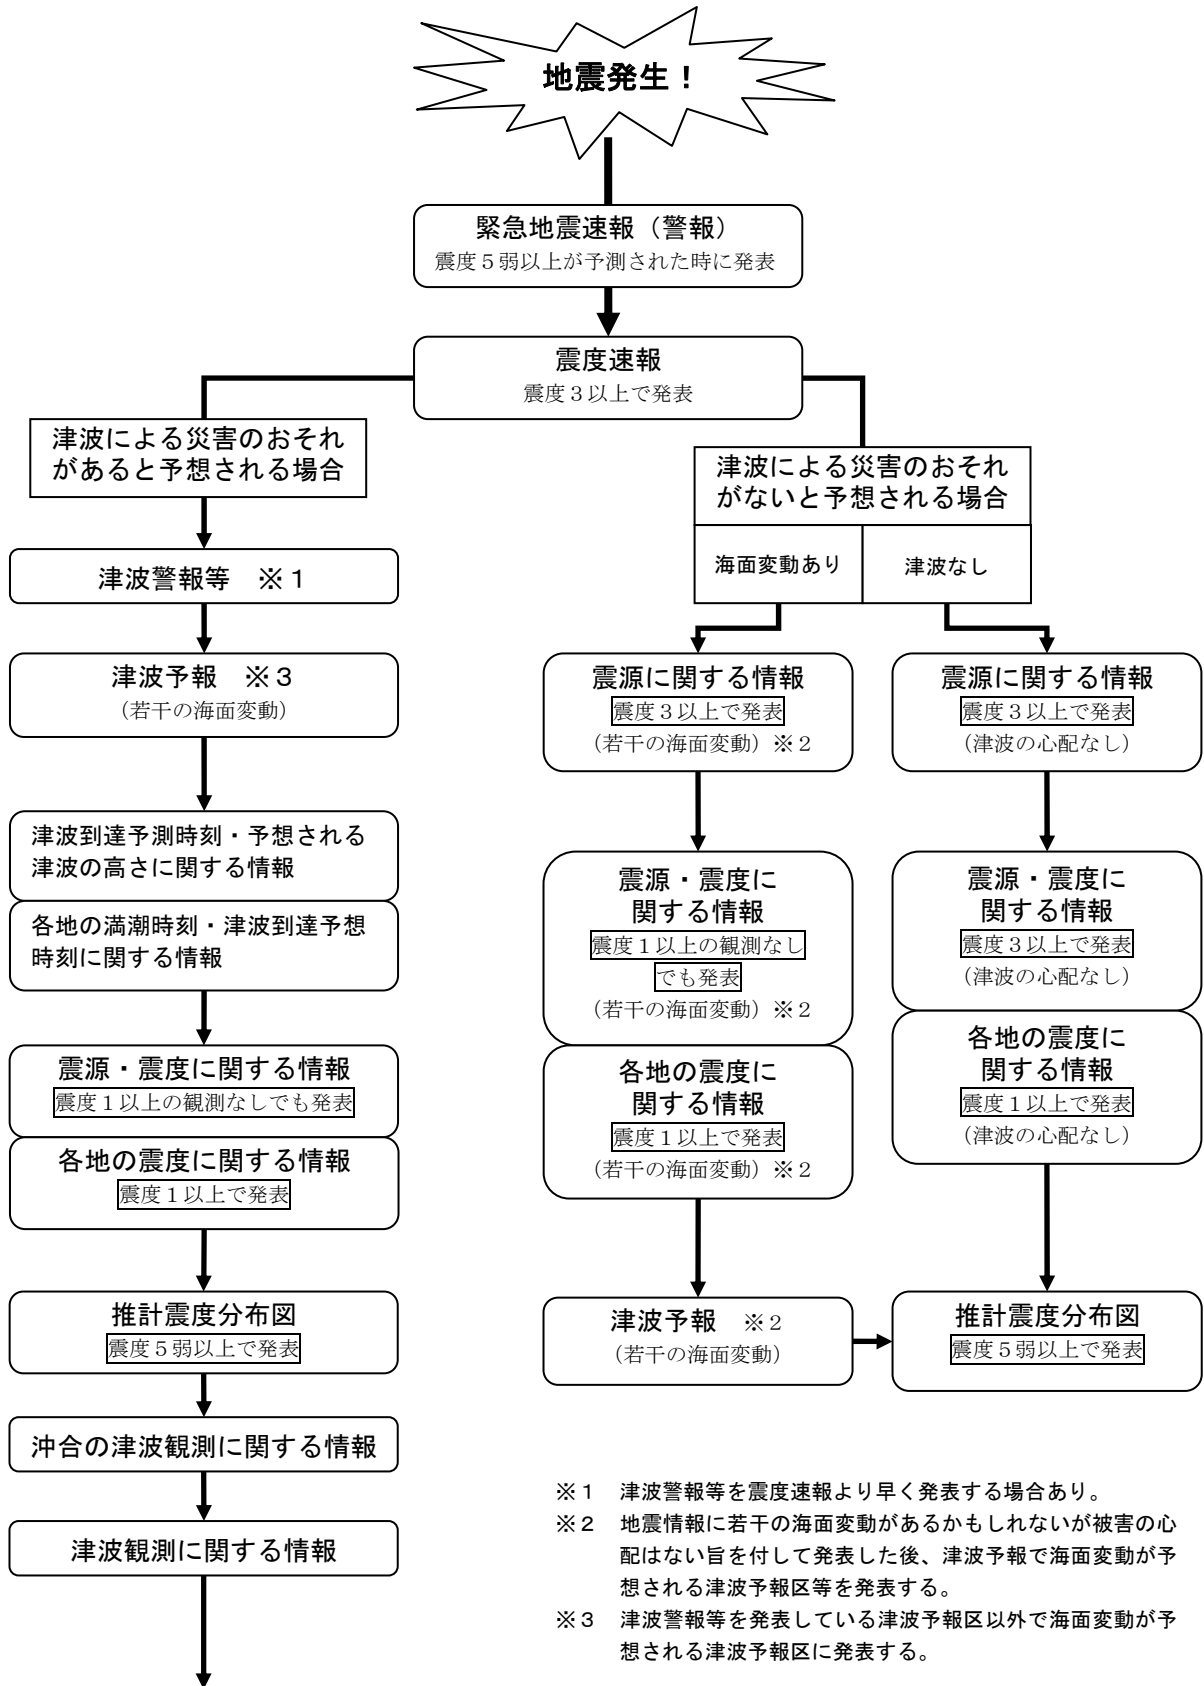 地震発生！
緊急地震速報（警報）
震度５弱以上が予測された時に発表
震度速報
震度３以上で発表
津波による災害のおそれ
があると予想される場合
津波警報等　※１
津波予報　※３
（若干の海面変動）
津波到達予測時刻・予想される
津波の高さに関する情報
各地の満潮時刻・津波到達予想
時刻に関する情報
震源・震度に関する情報
震度１以上の観測なしでも発表
各地の震度に関する情報
震度１以上で発表
推計震度分布図
震度５弱以上で発表
沖合の津波観測に関する情報
津波観測に関する情報
津波による災害のおそれ
がないと予想される場合
海面変動あり
津波なし
震源に関する情報
震度３以上で発表
（若干の海面変動）※２
震源・震度に
関する情報
震度１以上の観測なし
でも発表
（若干の海面変動）※２
各地の震度に
関する情報
震度１以上で発表
（若干の海面変動）※２
津波予報　※２
（若干の海面変動）
震源に関する情報
震度３以上で発表
（津波の心配なし）
震源・震度に
関する情報
震度３以上で発表
（津波の心配なし）
各地の震度に
関する情報
震度１以上で発表
（津波の心配なし）
推計震度分布図
震度５弱以上で発表
※１　津波警報等を震度速報より早く発表する場合あり。
※２　地震情報に若干の海面変動があるかもしれないが被害の心
配はない旨を付して発表した後、津波予報で海面変動が予
想される津波予報区等を発表する。
※３　津波警報等を発表している津波予報区以外で海面変動が予
想される津波予報区に発表する。